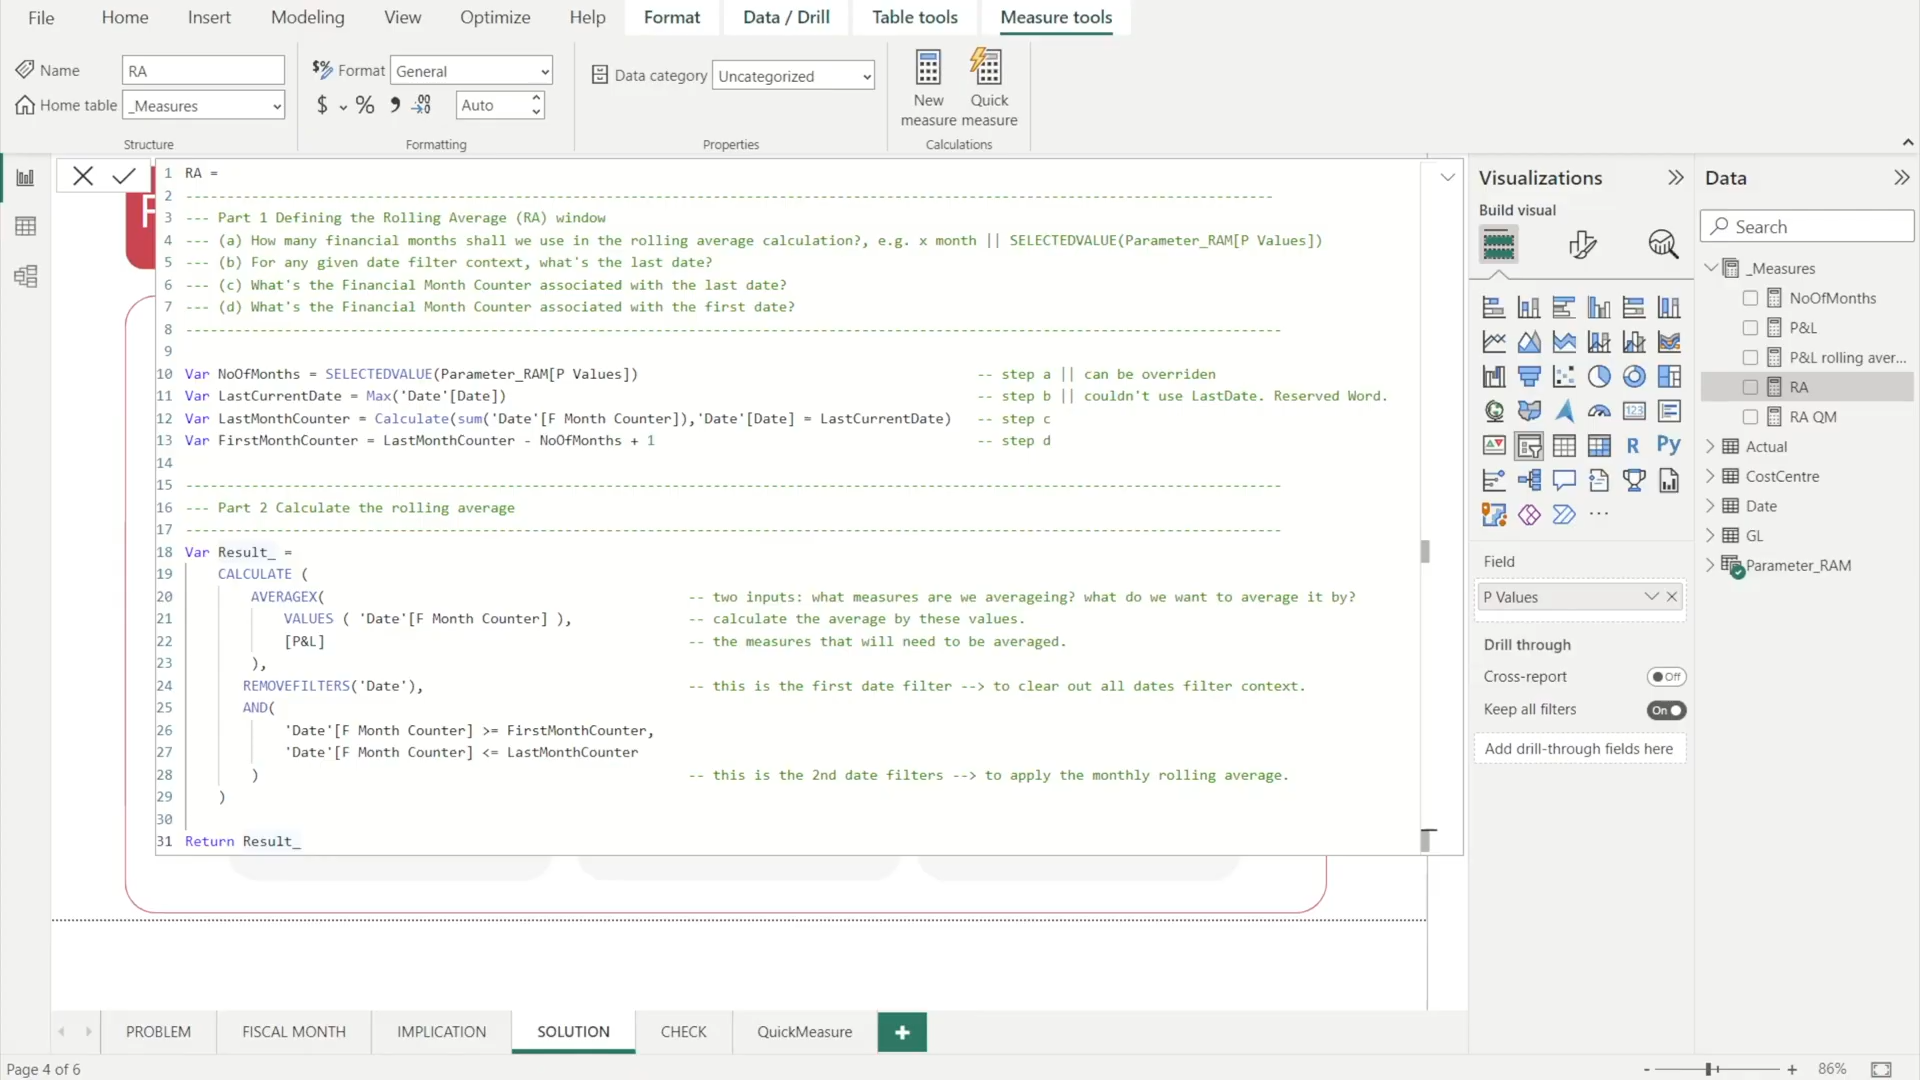 File Home Insert Modeling View Optimize Help Format Data / Drill Table tools Measure tools
Name RA
Home table _Measures
Structure
Format General
$ % Auto
Formatting
Data category Uncategorized
Properties
New measure
Quick measure
Calculations
1 RA =
2 ------------------------------------------------------------------------------------------------------------------------------------
3 --- Part 1 Defining the Rolling Average (RA) window
4 --- (a) How many financial months shall we use in the rolling average calculation?, e.g. x month || SELECTEDVALUE(Parameter_RAM[P Values])
5 --- (b) For any given date filter context, what's the last date?
6 --- (c) What's the Financial Month Counter associated with the last date?
7 --- (d) What's the Financial Month Counter associated with the first date?
8 -------------------------------------------------------------------------------------------------------------------------------------
9
10 Var NoOfMonths = SELECTEDVALUE(Parameter_RAM[P Values]) -- step a || can be overriden
11 Var LastCurrentDate = Max('Date'[Date]) -- step b || couldn't use LastDate. Reserved Word.
12 Var LastMonthCounter = Calculate(sum('Date'[F Month Counter]),'Date'[Date] = LastCurrentDate) -- step c
13 Var FirstMonthCounter = LastMonthCounter - NoOfMonths + 1 -- step d
14
15 -------------------------------------------------------------------------------------------------------------------------------------
16 --- Part 2 Calculate the rolling average
17 -------------------------------------------------------------------------------------------------------------------------------------
18 Var Result_ =
19 CALCULATE (
20 AVERAGEX( -- two inputs: what measures are we averageing? what do we want to average it by?
21 VALUES ( 'Date'[F Month Counter] ), -- calculate the average by these values.
22 [P&L] -- the measures that will need to be averaged.
23 ),
24 REMOVEFILTERS('Date'), -- this is the first date filter --> to clear out all dates filter context.
25 AND(
26 'Date'[F Month Counter] >= FirstMonthCounter,
27 'Date'[F Month Counter] <= LastMonthCounter
28 ) -- this is the 2nd date filters --> to apply the monthly rolling average.
29 )
30
31 Return Result_
Visualizations
Build visual
123
R Py
...
Field
P Values
Drill through
Cross-report Off
Keep all filters On
Add drill-through fields here
Data
Search
_Measures
NoOfMonths
P&L
P&L rolling aver...
RA
RA QM
Actual
CostCentre
Date
GL
Parameter_RAM
PROBLEM FISCAL MONTH IMPLICATION SOLUTION CHECK QuickMeasure +
Page 4 of 6
- + 86%